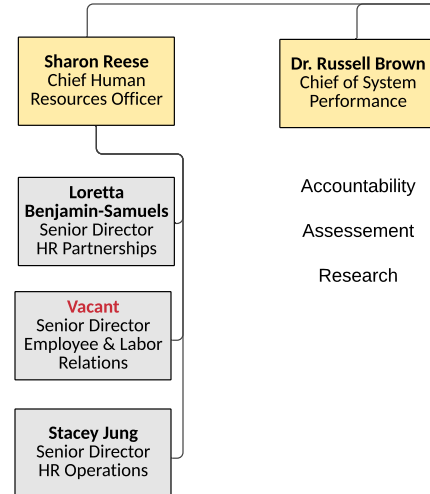 Sharon Reese
Chief Human
Resources Officer
Dr. Russell Brown
Chief of System
Performance
Loretta
Benjamin-Samuels
Senior Director
HR Partnerships
Accountability
Assessement
Research
Vacant
Senior Director
Employee & Labor
Relations
Stacey Jung
Senior Director
HR Operations